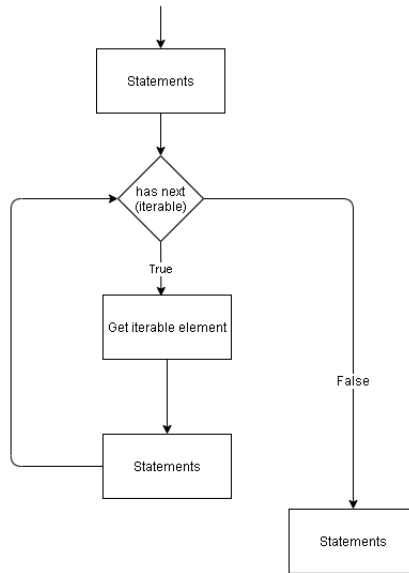 Statements
has next
(iterable)
True
Get iterable element
False
Statements
Statements